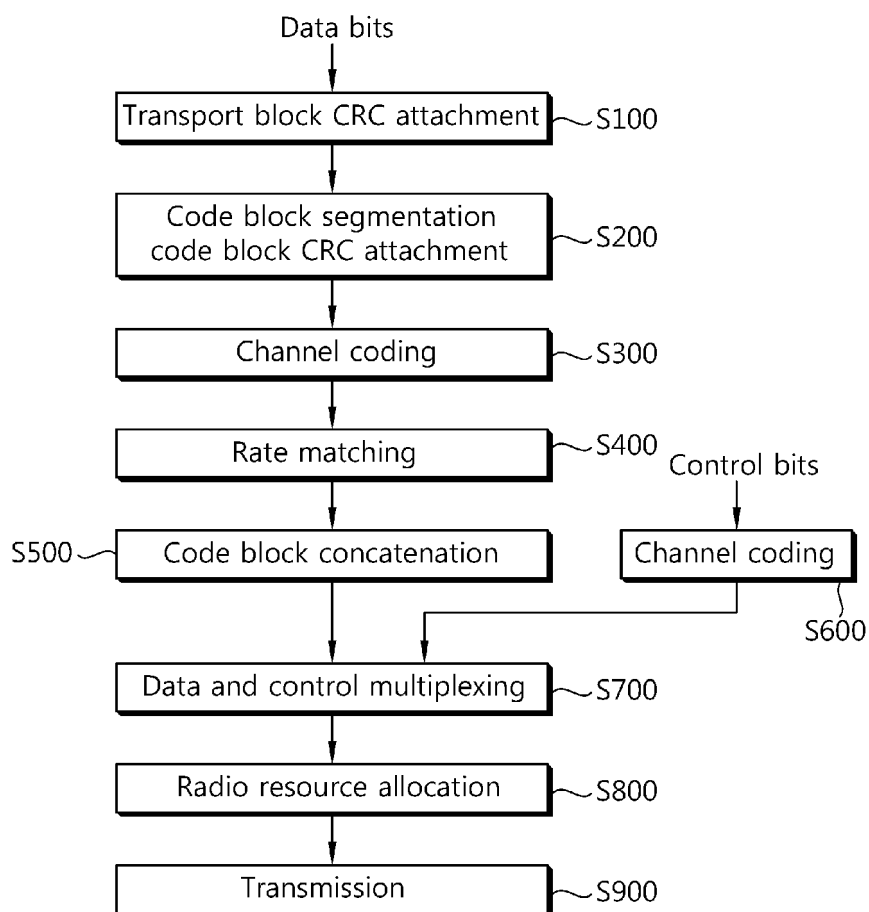 Data bits
Transport block CRC attachment
S100
Code block segmentation
code block CRC attachment
S200
Channel coding
S300
Rate matching
S400
Control bits
S500
Code block concatenation
Channel coding
S600
Data and control multiplexing
S700
Radio resource allocation
S800
Transmission
S900